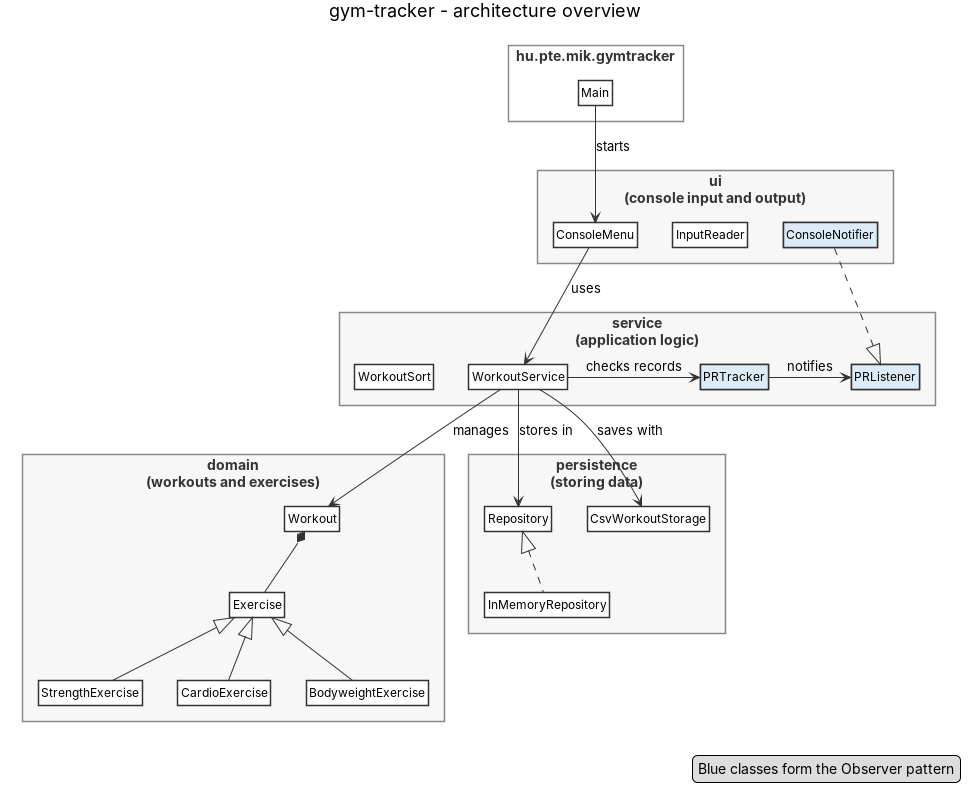 gym-tracker - architecture overview
hu.pte.mik.gymtracker
Main
starts
ui
(console input and output)
ConsoleMenu
InputReader
ConsoleNotifier
uses
service
(application logic)
WorkoutSort
WorkoutService
checks records
PRTracker
notifies
PRListener
manages
stores in
saves with
domain
(workouts and exercises)
Workout
Exercise
StrengthExercise
CardioExercise
BodyweightExercise
persistence
(storing data)
Repository
CsvWorkoutStorage
InMemoryRepository
Blue classes form the Observer pattern